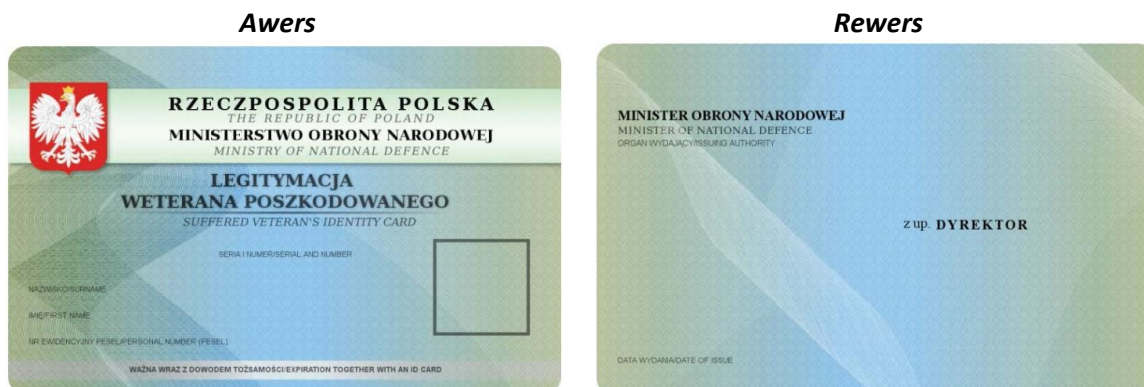 Awers
RZECZPOSPOLITA POLSKA
THE REPUBLIC OF POLAND
MINISTERSTWO OBRONY NARODOWEJ
MINISTRY OF NATIONAL DEFENCE
LEGITYMACJA
WETERANA POSZKODOWANEGO
SUFFERED VETERAN'S IDENTITY CARD
SERIA I NUMER/SERIAL AND NUMBER
NAZWISKO/SURNAME
IMIĘ/FIRST NAME
NR EWIDENCYJNY PESEL/PERSONAL NUMBER (PESEL)
WAŻNA WRAZ Z DOWODEM TOŻSAMOŚCI/EXPIRATION TOGETHER WITH AN ID CARD
Rewers
MINISTER OBRONY NARODOWEJ
MINISTER OF NATIONAL DEFENCE
ORGAN WYDAJĄCY/ISSUING AUTHORITY
z up. DYREKTOR
DATA WYDANIA/DATE OF ISSUE